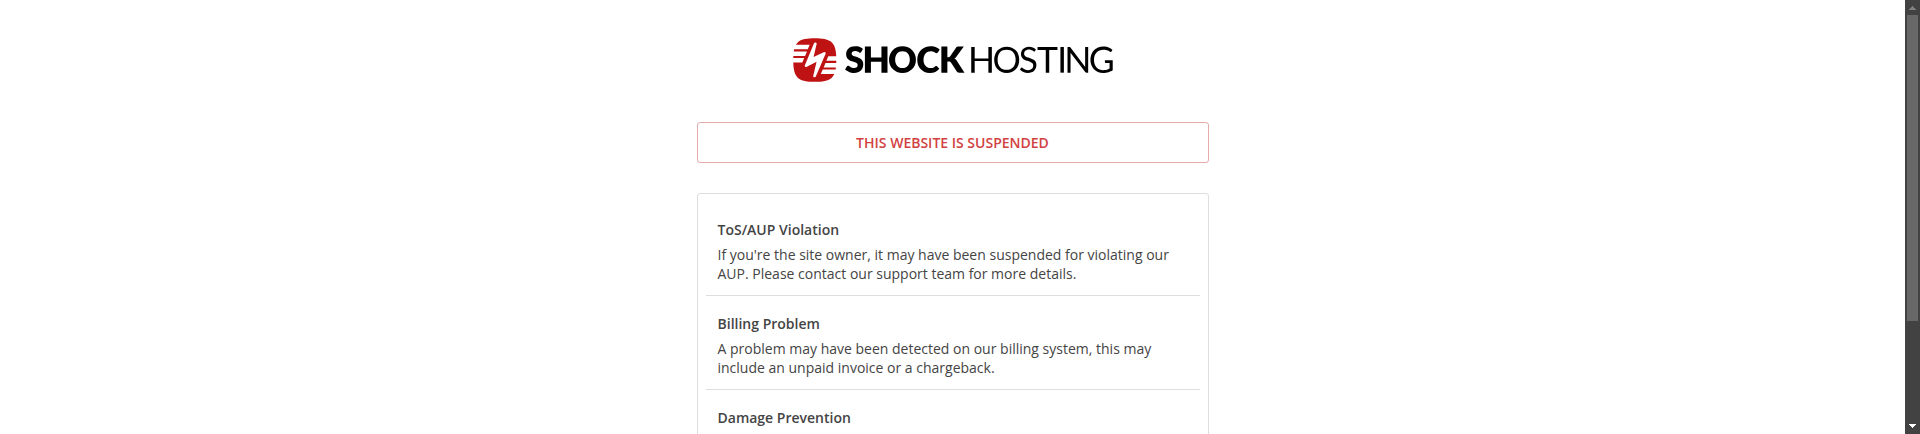 SHOCK HOSTING
THIS WEBSITE IS SUSPENDED
ToS/AUP Violation
If you're the site owner, it may have been suspended for violating our
AUP. Please contact our support team for more details.
Billing Problem
A problem may have been detected on our billing system, this may
include an unpaid invoice or a chargeback.
Damage Prevention